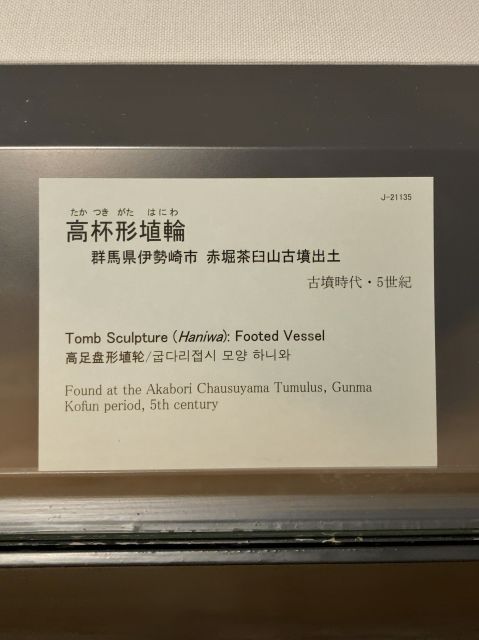 J-21135
たか つき がた はにわ
高杯形埴輪
群馬県伊勢崎市 赤堀茶臼山古墳出土
古墳時代・5世紀
Tomb Sculpture (Haniwa): Footed Vessel
高足盘形埴轮/굽다리접시 모양 하니와
Found at the Akabori Chausuyama Tumulus, Gunma
Kofun period, 5th century